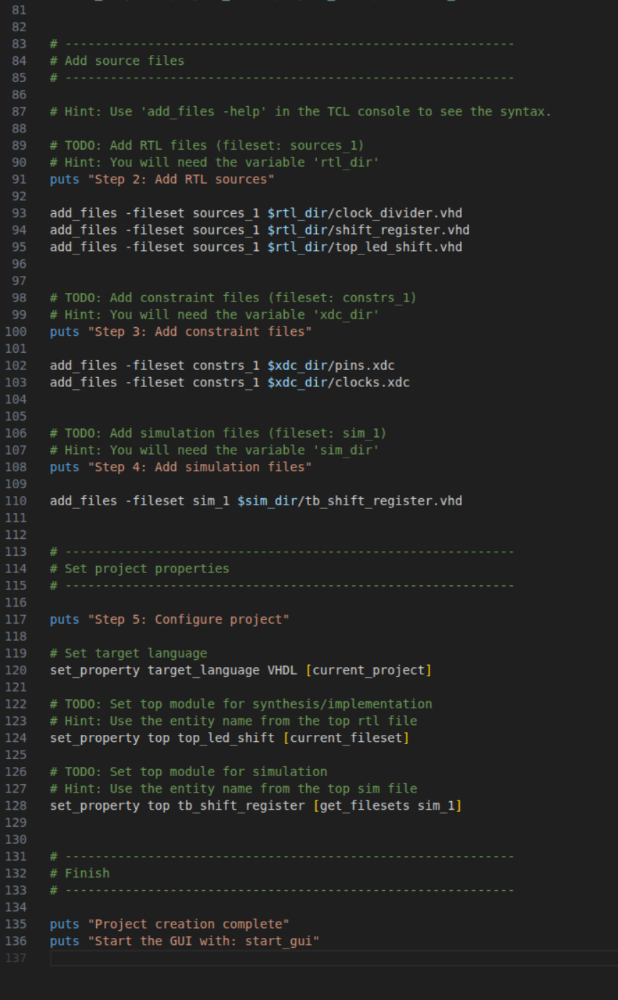 81
82
83 # ------------------------------------------------------------
84 # Add source files
85 # ------------------------------------------------------------
86
87 # Hint: Use 'add_files -help' in the TCL console to see the syntax.
88
89 # TODO: Add RTL files (fileset: sources_1)
90 # Hint: You will need the variable 'rtl_dir'
91 puts "Step 2: Add RTL sources"
92
93 add_files -fileset sources_1 $rtl_dir/clock_divider.vhd
94 add_files -fileset sources_1 $rtl_dir/shift_register.vhd
95 add_files -fileset sources_1 $rtl_dir/top_led_shift.vhd
96
97
98 # TODO: Add constraint files (fileset: constrs_1)
99 # Hint: You will need the variable 'xdc_dir'
100 puts "Step 3: Add constraint files"
101
102 add_files -fileset constrs_1 $xdc_dir/pins.xdc
103 add_files -fileset constrs_1 $xdc_dir/clocks.xdc
104
105
106 # TODO: Add simulation files (fileset: sim_1)
107 # Hint: You will need the variable 'sim_dir'
108 puts "Step 4: Add simulation files"
109
110 add_files -fileset sim_1 $sim_dir/tb_shift_register.vhd
111
112
113 # ------------------------------------------------------------
114 # Set project properties
115 # ------------------------------------------------------------
116
117 puts "Step 5: Configure project"
118
119 # Set target language
120 set_property target_language VHDL [current_project]
121
122 # TODO: Set top module for synthesis/implementation
123 # Hint: Use the entity name from the top rtl file
124 set_property top top_led_shift [current_fileset]
125
126 # TODO: Set top module for simulation
127 # Hint: Use the entity name from the top sim file
128 set_property top tb_shift_register [get_filesets sim_1]
129
130
131 # ------------------------------------------------------------
132 # Finish
133 # ------------------------------------------------------------
134
135 puts "Project creation complete"
136 puts "Start the GUI with: start_gui"
137